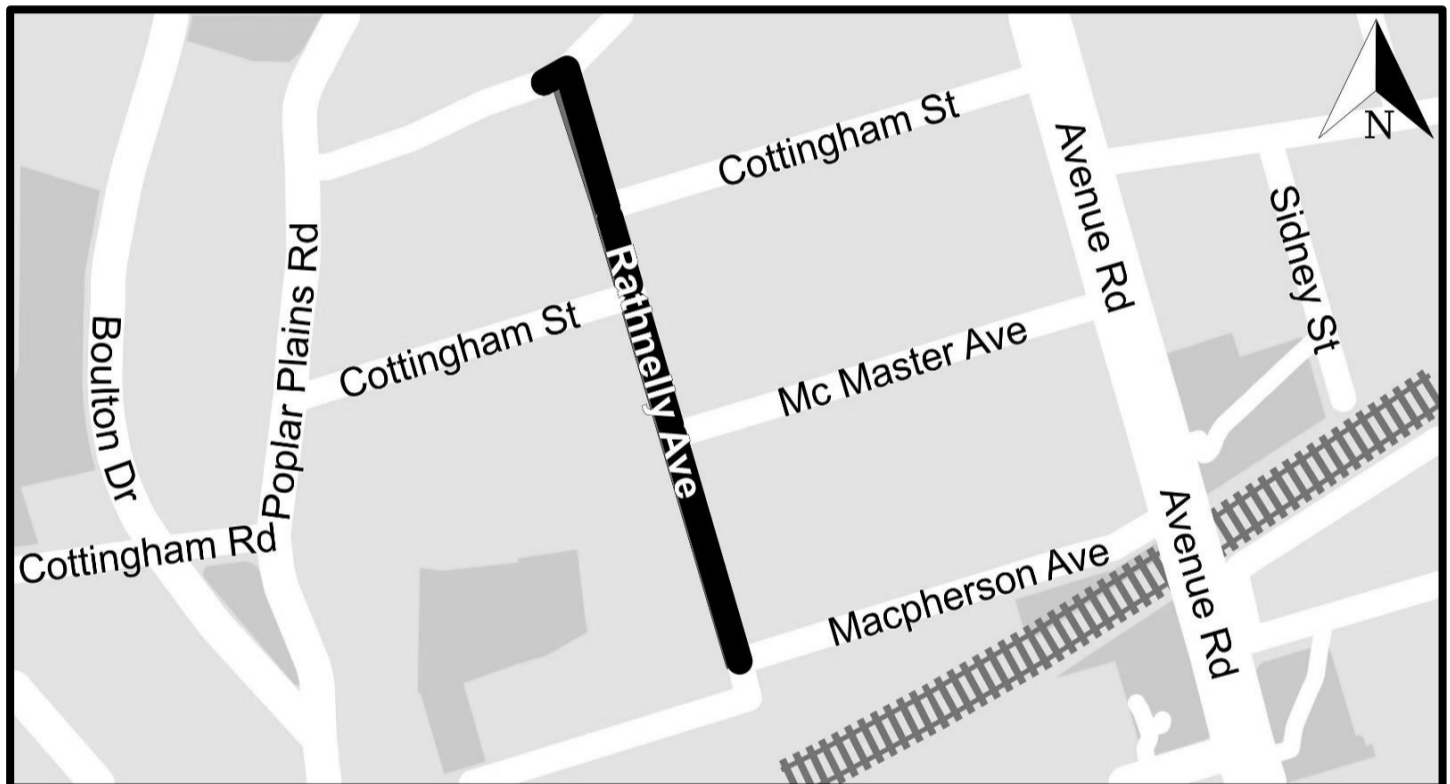 N
Cottingham St
Avenue Rd
Sidney St
Boulton Dr
Poplar Plains Rd
Cottingham St
Rathnelly Ave
Mc Master Ave
Cottingham Rd
Macpherson Ave
Avenue Rd